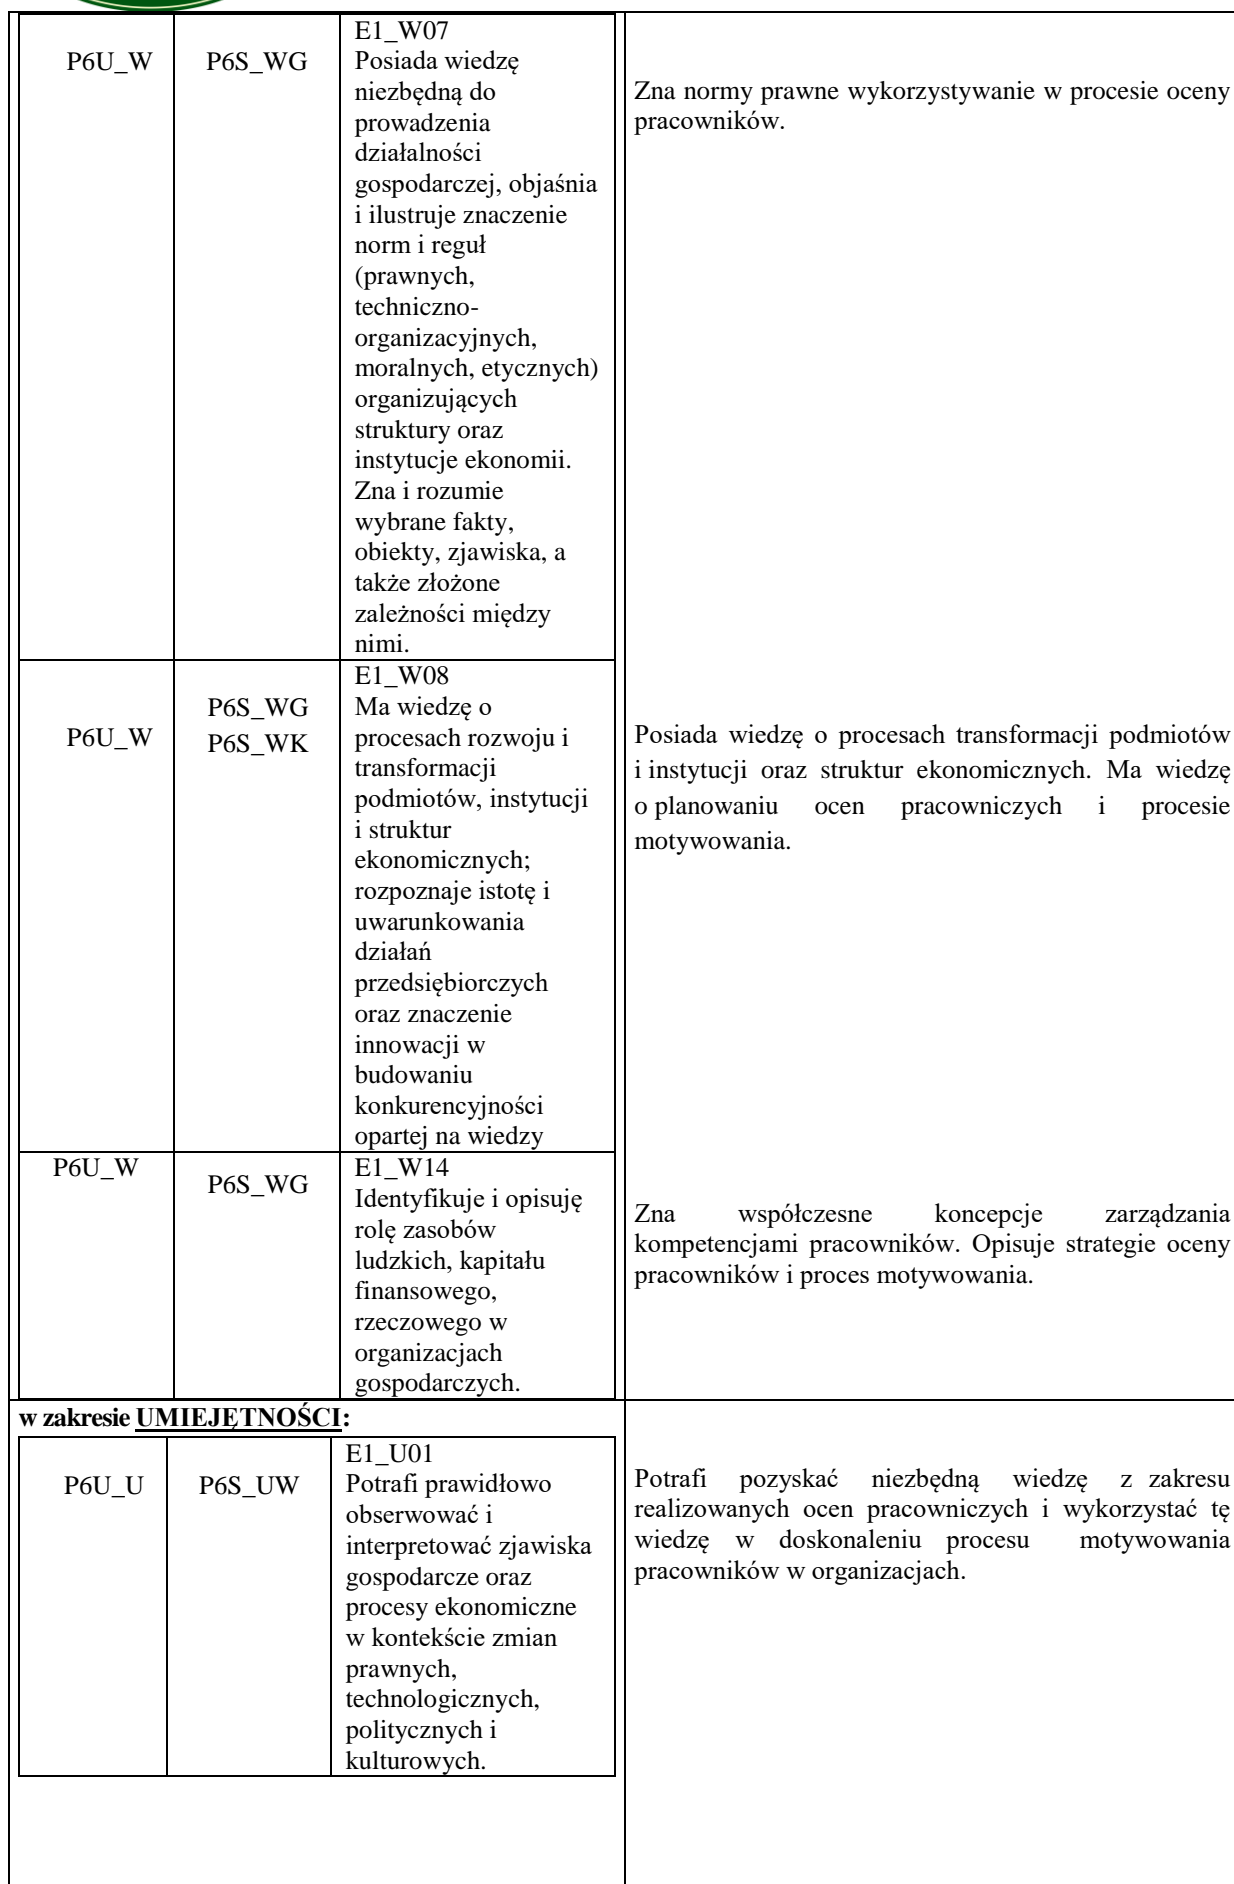 P6U_W
P6S_WG
E1_W07
Posiada wiedzę
niezbędną do
prowadzenia
działalności
gospodarczej, objaśnia
i ilustruje znaczenie
norm i reguł
(prawnych,
techniczno-
organizacyjnych,
moralnych, etycznych)
organizujących
struktury oraz
instytucje ekonomii.
Zna i rozumie
wybrane fakty,
obiekty, zjawiska, a
także złożone
zależności między
nimi.
Zna normy prawne wykorzystywanie w procesie oceny
pracowników.
P6U_W
P6S_WG
P6S_WK
E1_W08
Ma wiedzę o
procesach rozwoju i
transformacji
podmiotów, instytucji
i struktur
ekonomicznych;
rozpoznaje istotę i
uwarunkowania
działań
przedsiębiorczych
oraz znaczenie
innowacji w
budowaniu
konkurencyjności
opartej na wiedzy
Posiada wiedzę o procesach transformacji podmiotów
i instytucji oraz struktur ekonomicznych. Ma wiedzę
o planowaniu ocen pracowniczych i procesie
motywowania.
P6U_W
P6S_WG
E1_W14
Identyfikuje i opisuję
rolę zasobów
ludzkich, kapitału
finansowego,
rzeczowego w
organizacjach
gospodarczych.
Zna współczesne koncepcje zarządzania
kompetencjami pracowników. Opisuje strategie oceny
pracowników i proces motywowania.
w zakresie UMIEJĘTNOŚCI:
P6U_U
P6S_UW
E1_U01
Potrafi prawidłowo
obserwować i
interpretować zjawiska
gospodarcze oraz
procesy ekonomiczne
w kontekście zmian
prawnych,
technologicznych,
politycznych i
kulturowych.
Potrafi pozyskać niezbędną wiedzę z zakresu
realizowanych ocen pracowniczych i wykorzystać tę
wiedzę w doskonaleniu procesu motywowania
pracowników w organizacjach.